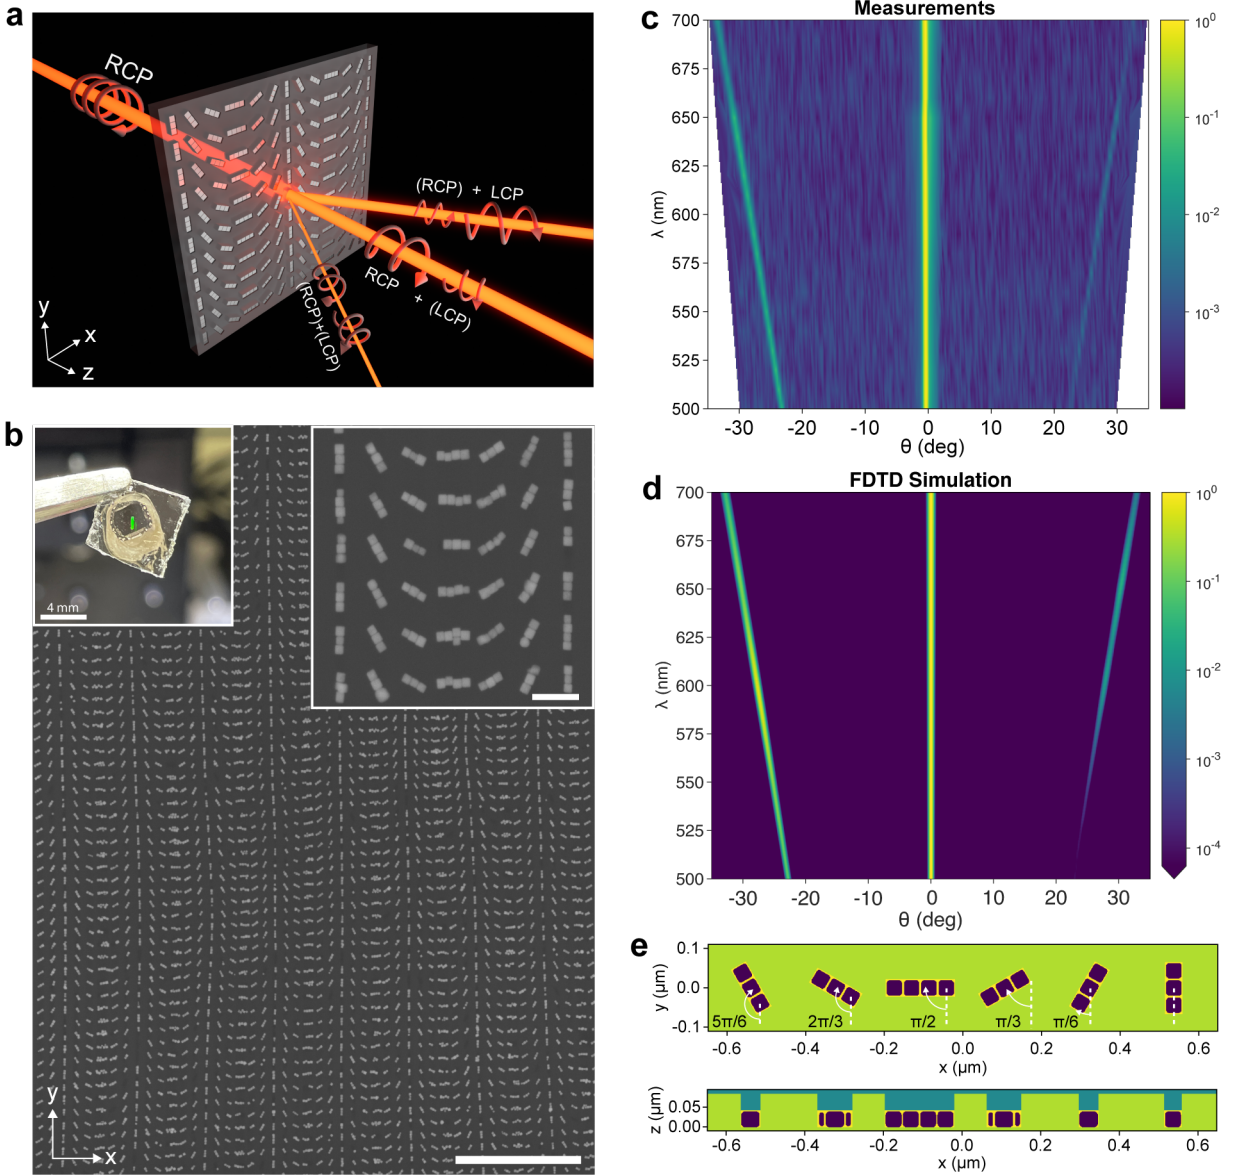 a
RCP
(RCP) + LCP
RCP + (LCP)
(RCP)+(LCP)
y
x
z
b
4 mm
y
x
c
Measurements
700
675
650
625
600
575
550
525
500
λ (nm)
-30 -20 -10 0 10 20 30
θ (deg)
10⁰
10⁻¹
10⁻²
10⁻³
d
FDTD Simulation
700
675
650
625
600
575
550
525
500
λ (nm)
-30 -20 -10 0 10 20 30
θ (deg)
10⁰
10⁻¹
10⁻²
10⁻³
10⁻⁴
e
0.1
0.0
-0.1
y (μm)
5π/6 2π/3 π/2 π/3 π/6
-0.6 -0.4 -0.2 0.0 0.2 0.4 0.6
x (μm)
0.05
0.00
z (μm)
-0.6 -0.4 -0.2 0.0 0.2 0.4 0.6
x (μm)